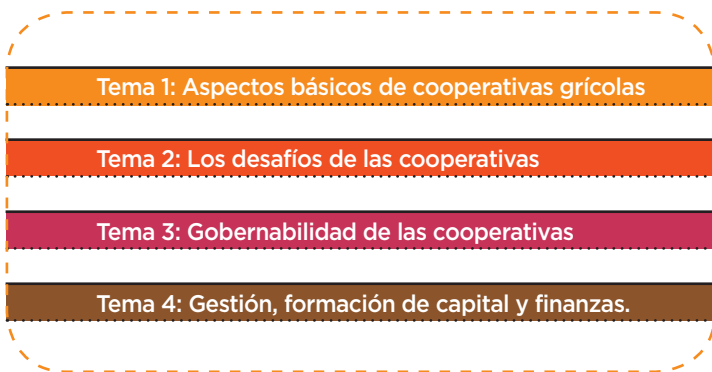 Tema 1: Aspectos básicos de cooperativas grícolas
Tema 2: Los desafíos de las cooperativas
Tema 3: Gobernabilidad de las cooperativas
Tema 4: Gestión, formación de capital y finanzas.